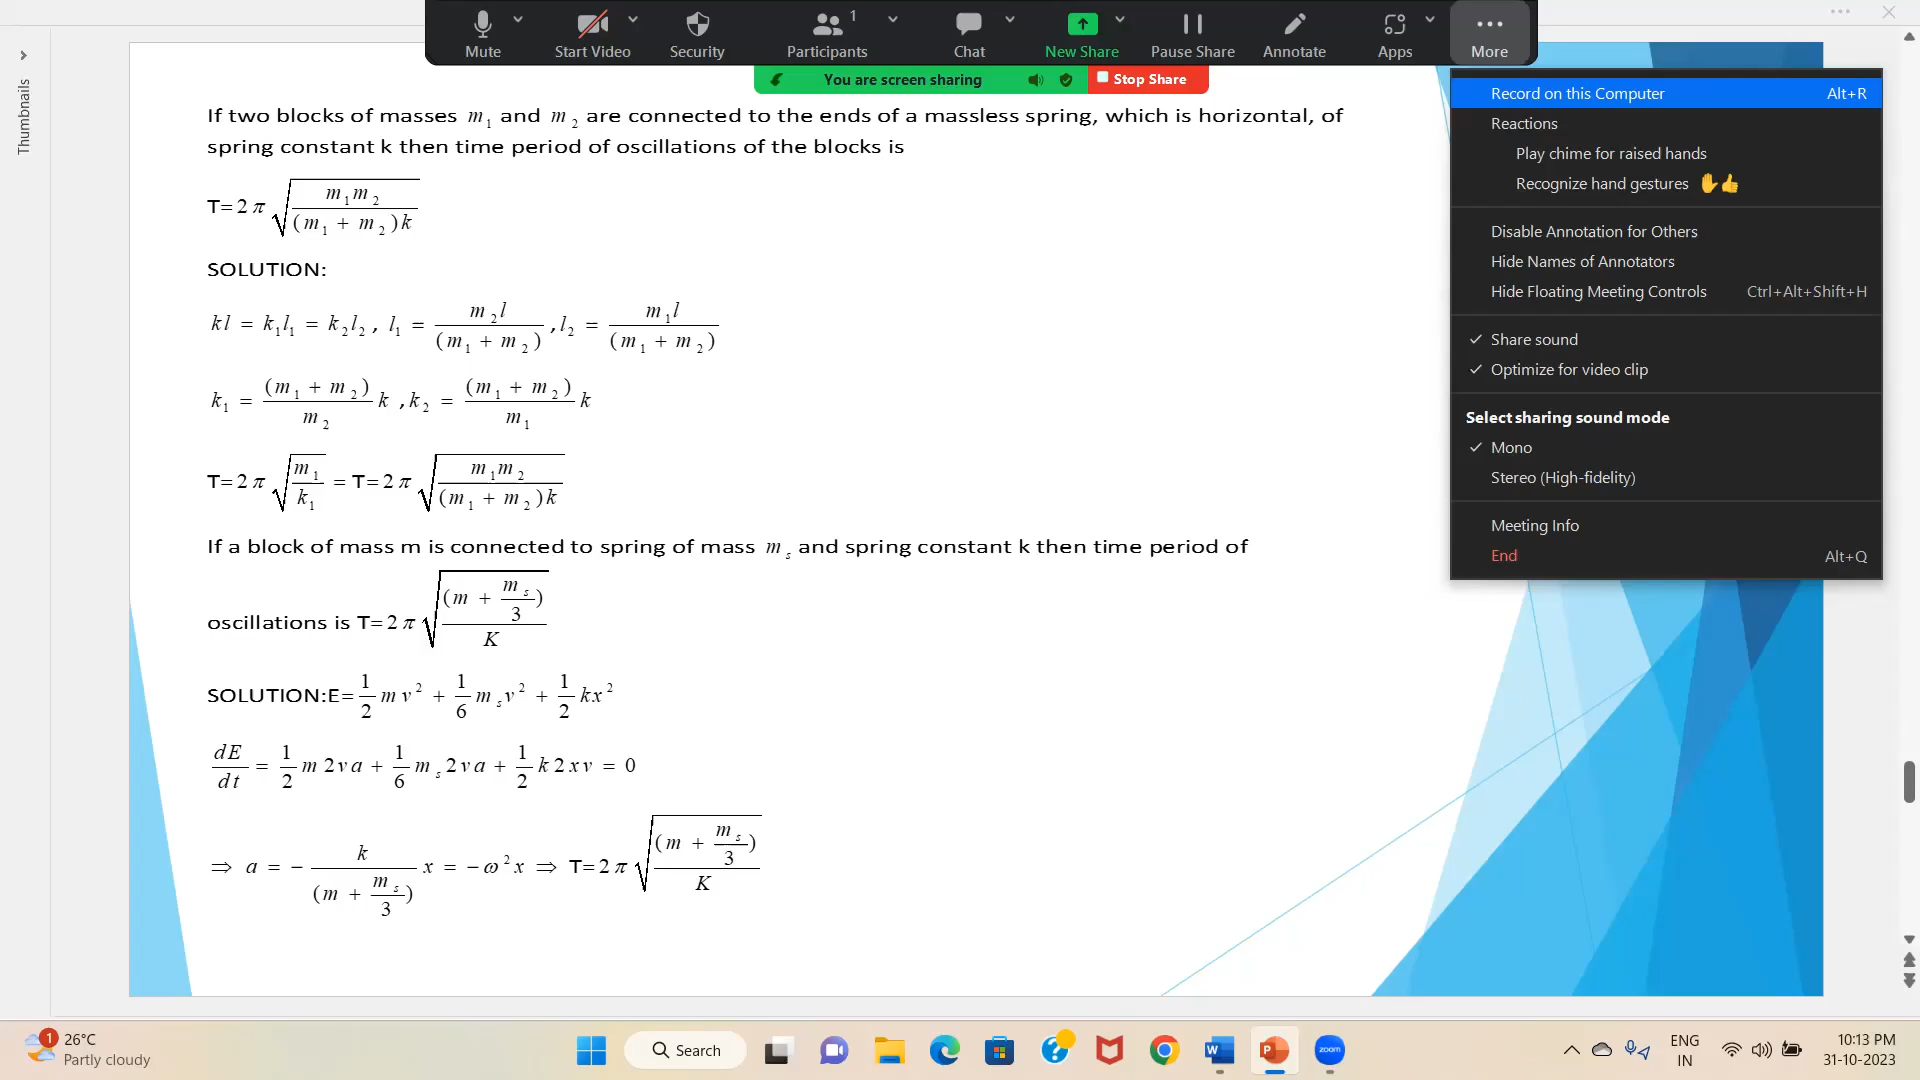 Mute
Start Video
Security
Participants 1
Chat
New Share
Pause Share
Annotate
Apps
More
You are screen sharing
Stop Share
Thumbnails
If two blocks of masses m₁ and m₂ are connected to the ends of a massless spring, which is horizontal, of
spring constant k then time period of oscillations of the blocks is
T=2π√(m₁m₂/((m₁ + m₂)k))
SOLUTION:
kl = k₁l₁ = k₂l₂, l₁ = m₂l/(m₁ + m₂), l₂ = m₁l/(m₁ + m₂)
k₁ = (m₁ + m₂)/m₂ k, k₂ = (m₁ + m₂)/m₁ k
T=2π√(m₁/k₁) = T=2π√(m₁m₂/((m₁ + m₂)k))
If a block of mass m is connected to spring of mass mₛ and spring constant k then time period of
oscillations is T=2π√((m + mₛ/3)/K)
SOLUTION:E=1/2 mv² + 1/6 mₛv² + 1/2 kx²
dE/dt = 1/2 m2va + 1/6 mₛ2va + 1/2 k2xv = 0
⇒ a = −k/(m + mₛ/3) x = −ω²x ⇒ T=2π√((m + mₛ/3)/K)
Record on this Computer Alt+R
Reactions
Play chime for raised hands
Recognize hand gestures
Disable Annotation for Others
Hide Names of Annotators
Hide Floating Meeting Controls Ctrl+Alt+Shift+H
Share sound
Optimize for video clip
Select sharing sound mode
Mono
Stereo (High-fidelity)
Meeting Info
End Alt+Q
1
26°C
Partly cloudy
Search
zoom
ENG
IN
10:13 PM
31-10-2023